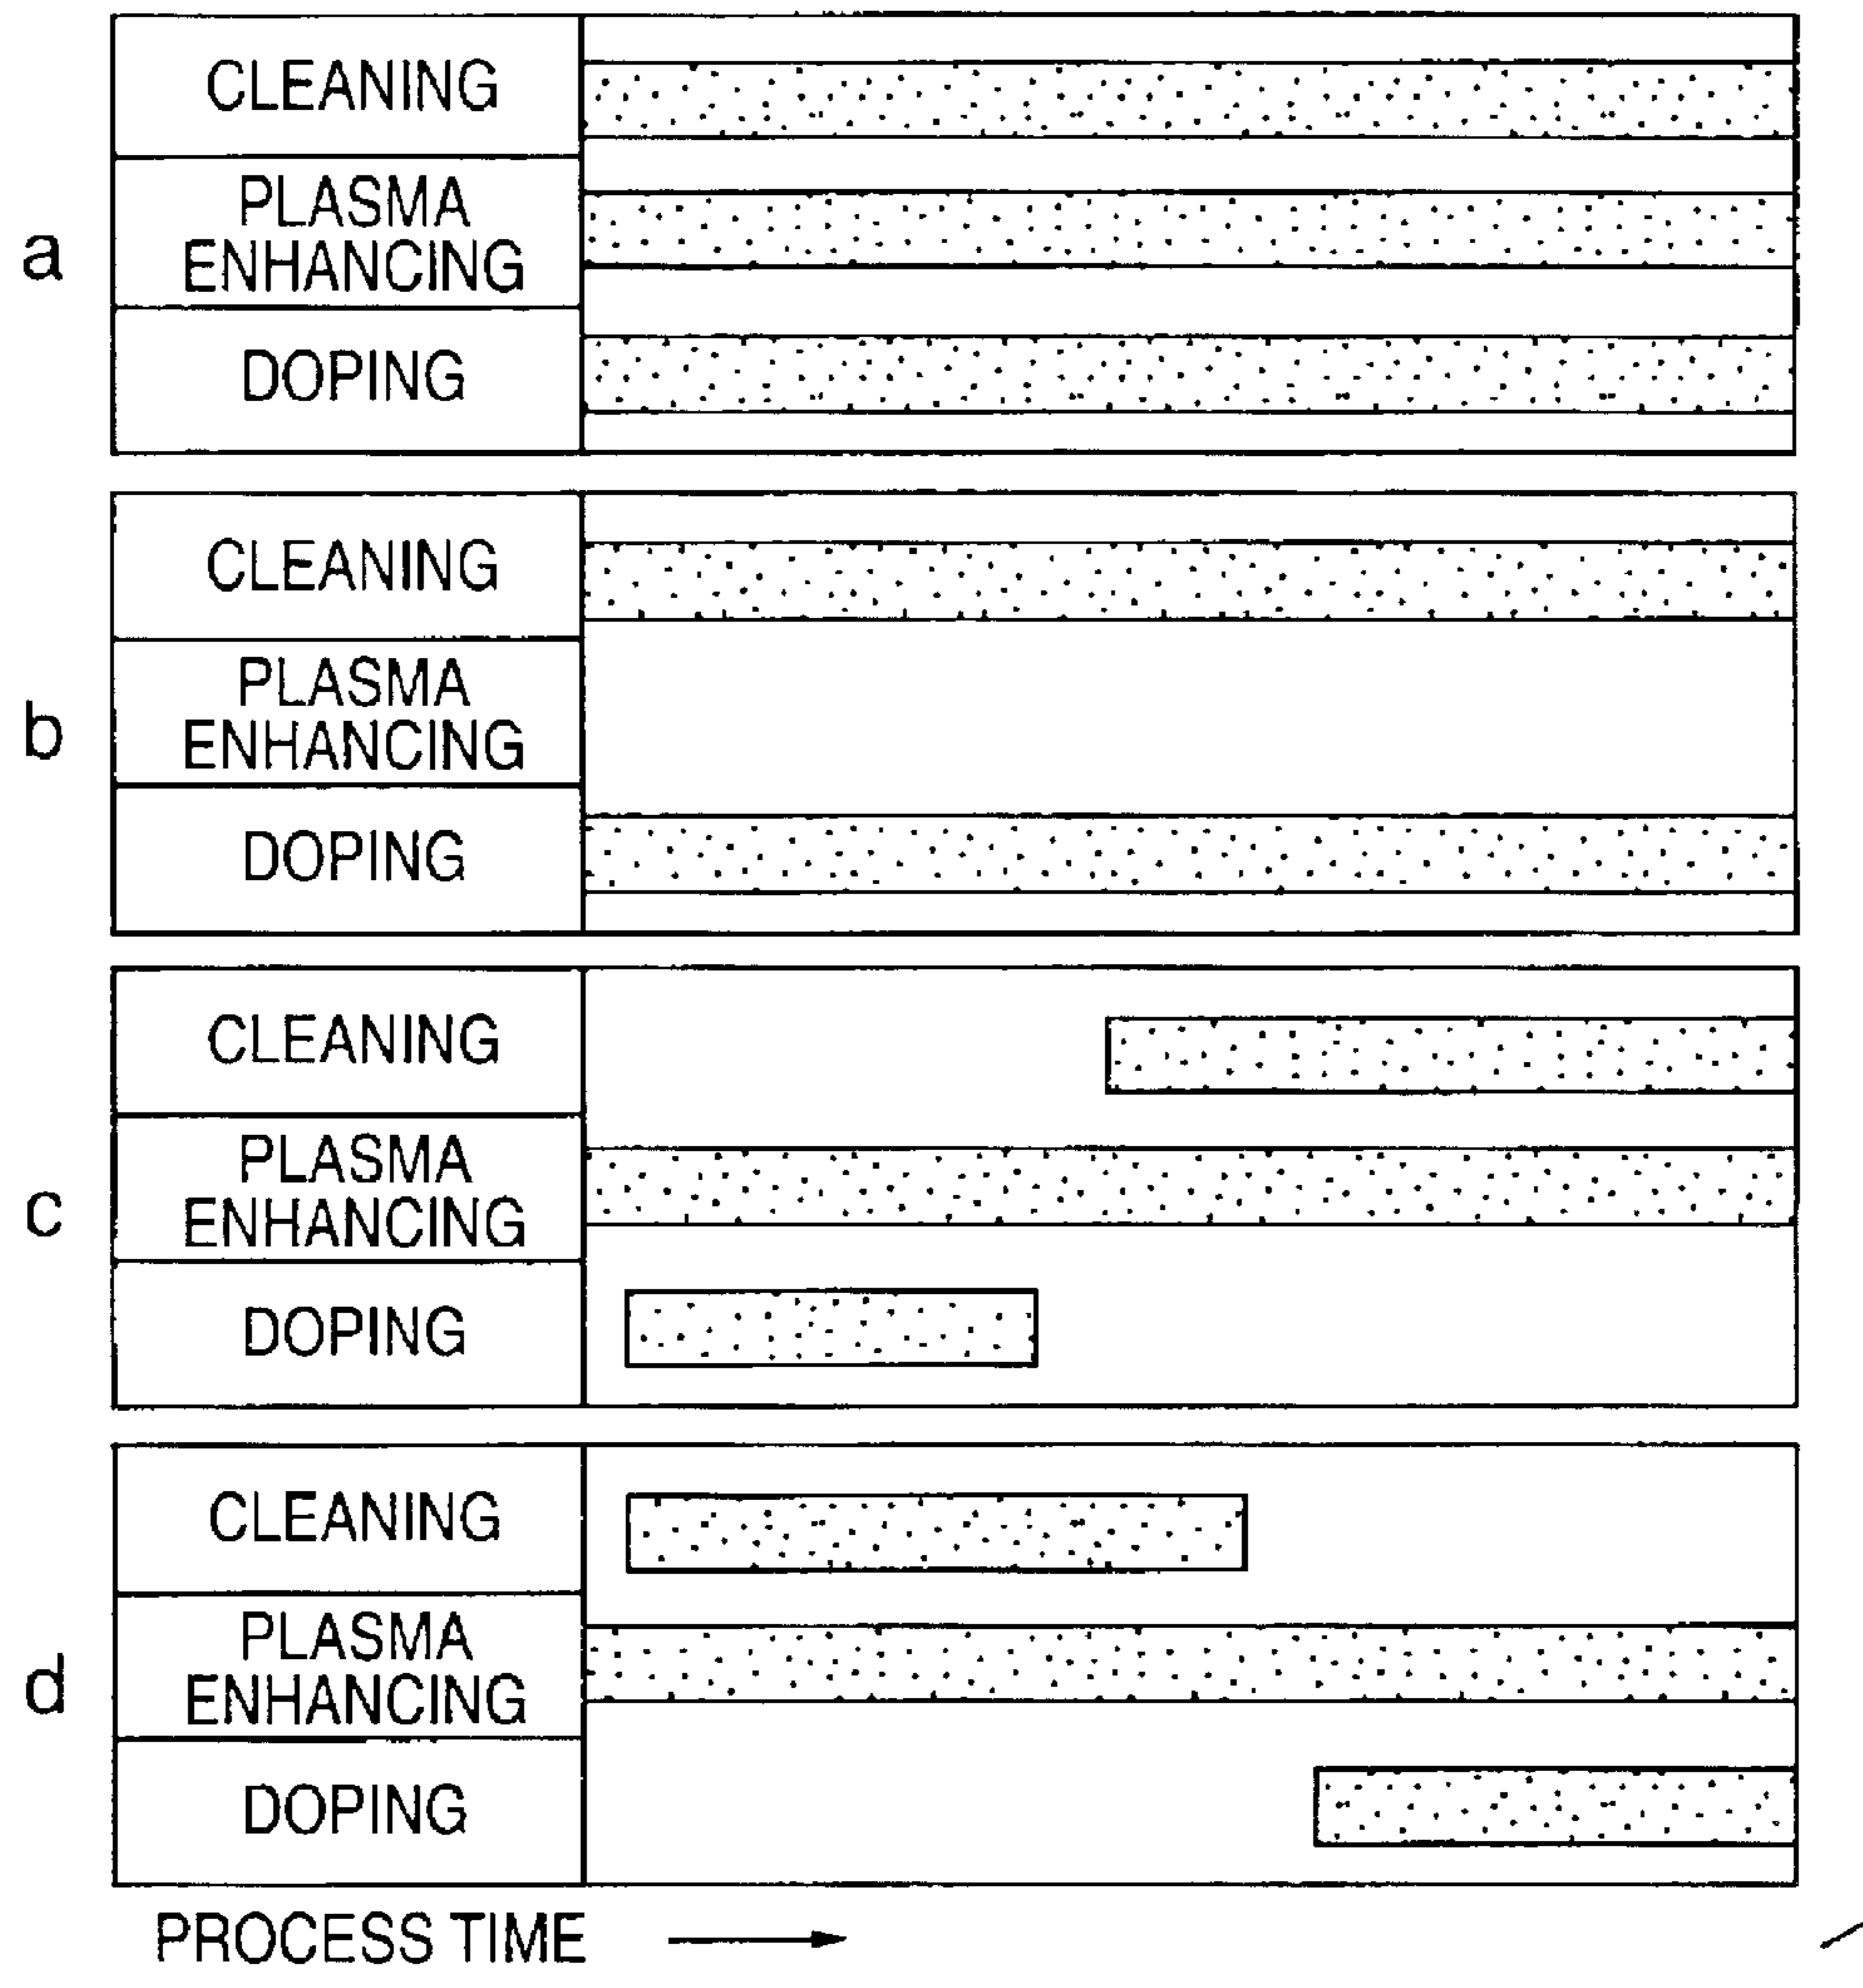 a
CLEANING
PLASMA
ENHANCING
DOPING
b
CLEANING
PLASMA
ENHANCING
DOPING
c
CLEANING
PLASMA
ENHANCING
DOPING
d
CLEANING
PLASMA
ENHANCING
DOPING
PROCESS TIME